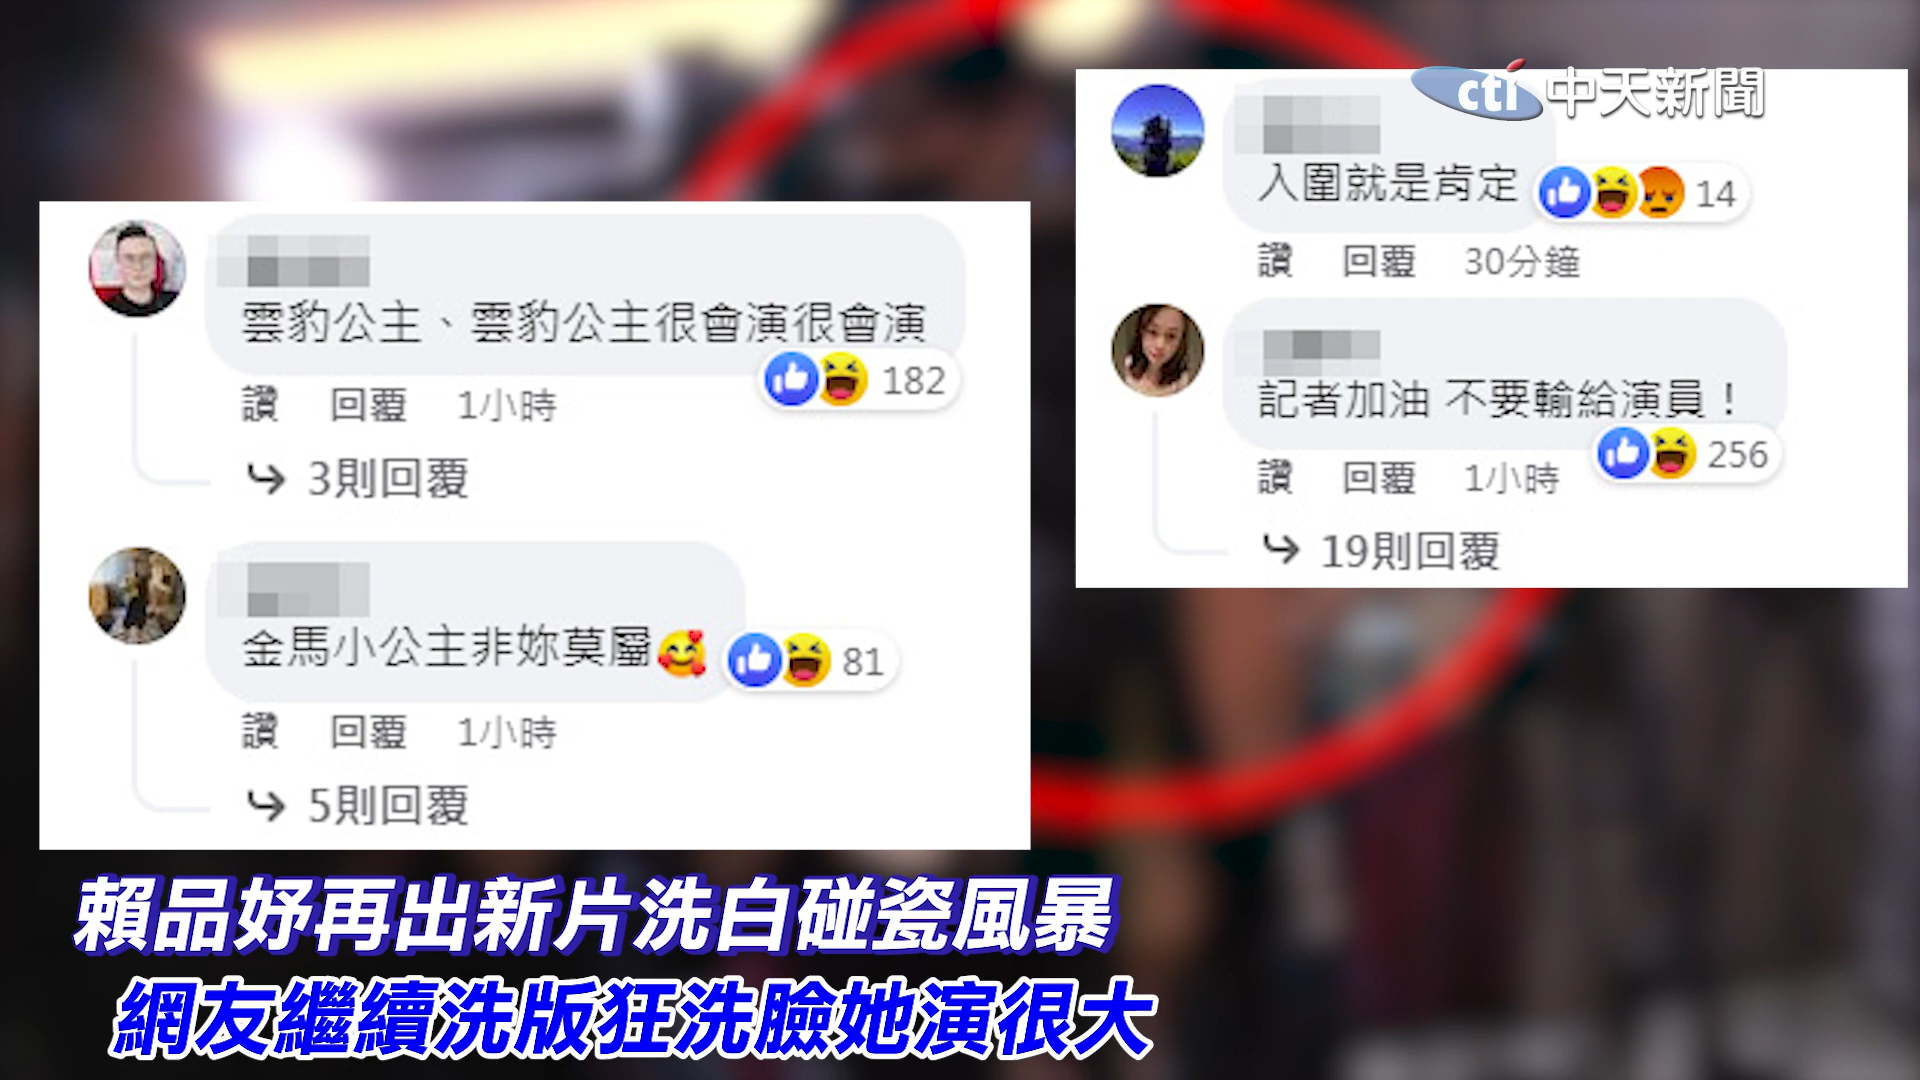 cti 中天新聞
雲豹公主、雲豹公主很會演很會演
182
讚 回覆 1小時
3則回覆
金馬小公主非妳莫屬
81
讚 回覆 1小時
5則回覆
入圍就是肯定
14
讚 回覆 30分鐘
記者加油 不要輸給演員！
256
讚 回覆 1小時
19則回覆
賴品妤再出新片洗白碰瓷風暴
網友繼續洗版狂洗臉她演很大